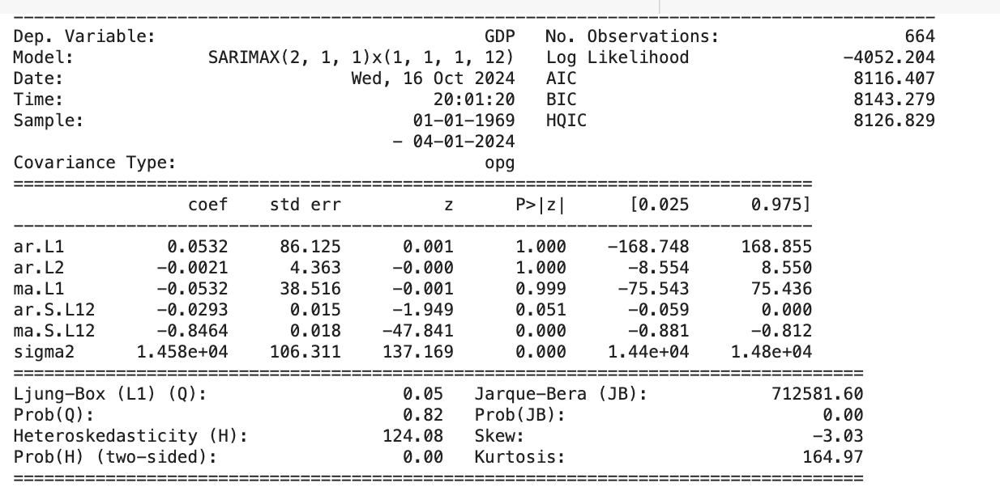 ==========================================================================================
Dep. Variable:                                GDP   No. Observations:                  664
Model:             SARIMAX(2, 1, 1)x(1, 1, 1, 12)   Log Likelihood               -4052.204
Date:                            Wed, 16 Oct 2024   AIC                           8116.407
Time:                                    20:01:20   BIC                           8143.279
Sample:                                01-01-1969   HQIC                          8126.829
                                     - 04-01-2024
Covariance Type:                              opg
==============================================================================
                 coef    std err          z      P>|z|      [0.025      0.975]
------------------------------------------------------------------------------
ar.L1          0.0532     86.125      0.001      1.000    -168.748     168.855
ar.L2         -0.0021      4.363     -0.000      1.000      -8.554       8.550
ma.L1         -0.0532     38.516     -0.001      0.999     -75.543      75.436
ar.S.L12      -0.0293      0.015     -1.949      0.051      -0.059       0.000
ma.S.L12      -0.8464      0.018    -47.841      0.000      -0.881      -0.812
sigma2      1.458e+04    106.311    137.169      0.000    1.44e+04    1.48e+04
===================================================================================
Ljung-Box (L1) (Q):                   0.05   Jarque-Bera (JB):            712581.60
Prob(Q):                              0.82   Prob(JB):                         0.00
Heteroskedasticity (H):             124.08   Skew:                            -3.03
Prob(H) (two-sided):                  0.00   Kurtosis:                       164.97
===================================================================================